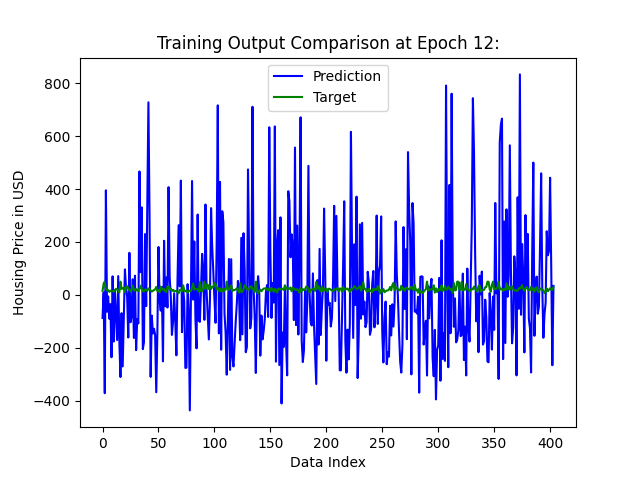 Training Output Comparison at Epoch 12:
Prediction
Target
Housing Price in USD
800
600
400
200
0
−200
−400
0 50 100 150 200 250 300 350 400
Data Index